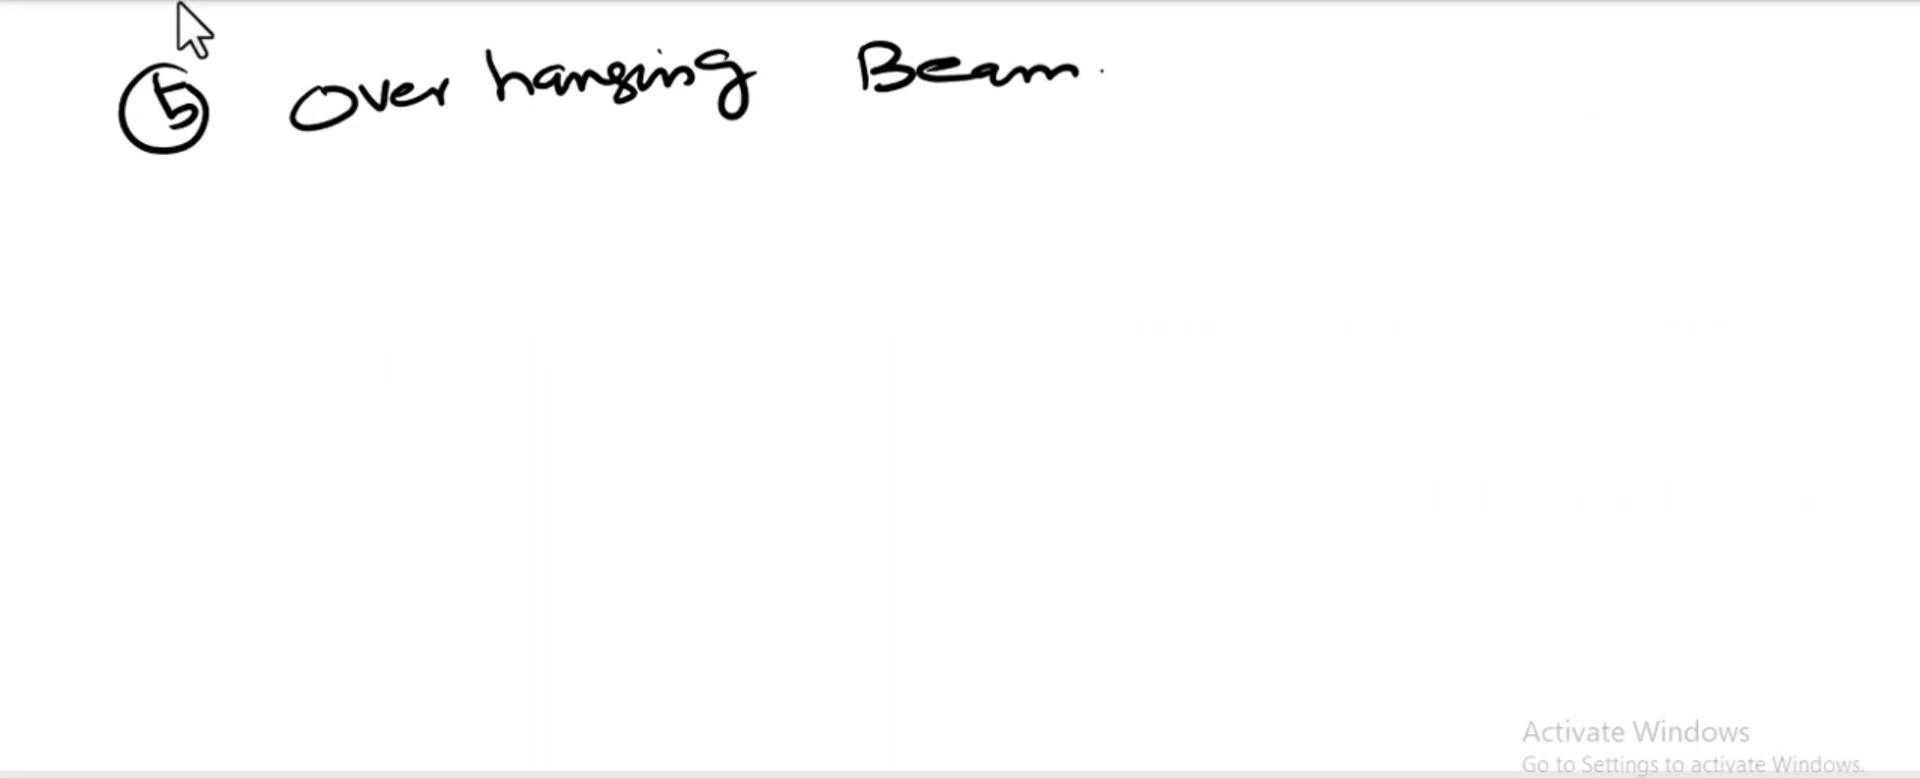 5 Over hanging Beam.
Activate Windows
Go to Settings to activate Windows.